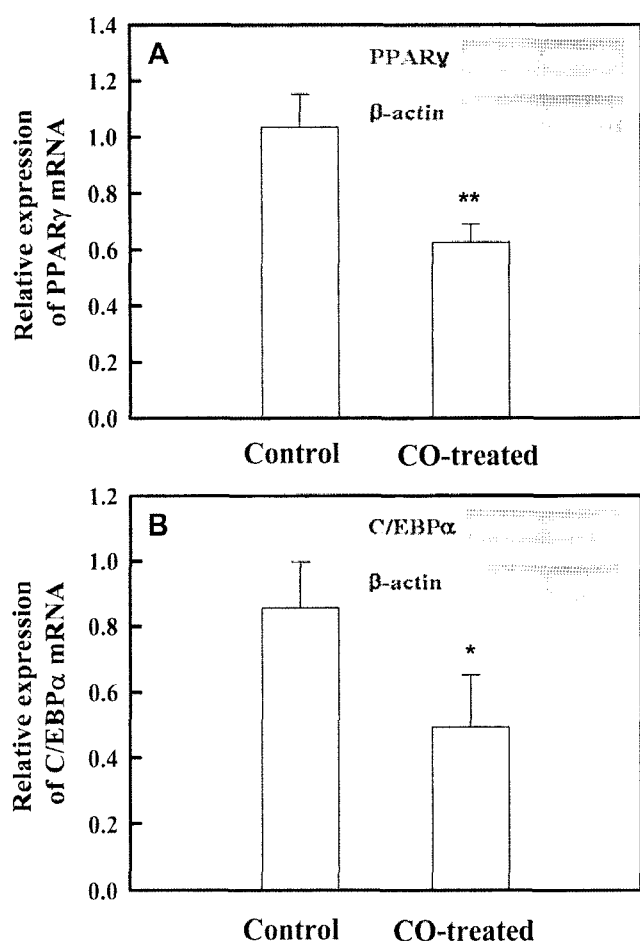 A
PPARγ
β-actin
Relative expression
of PPARγ mRNA
1.4
1.2
1.0
0.8
0.6
0.4
0.2
0.0
**
Control CO-treated
B
C/EBPα
β-actin
Relative expression
of C/EBPα mRNA
1.2
1.0
0.8
0.6
0.4
0.2
0.0
*
Control CO-treated